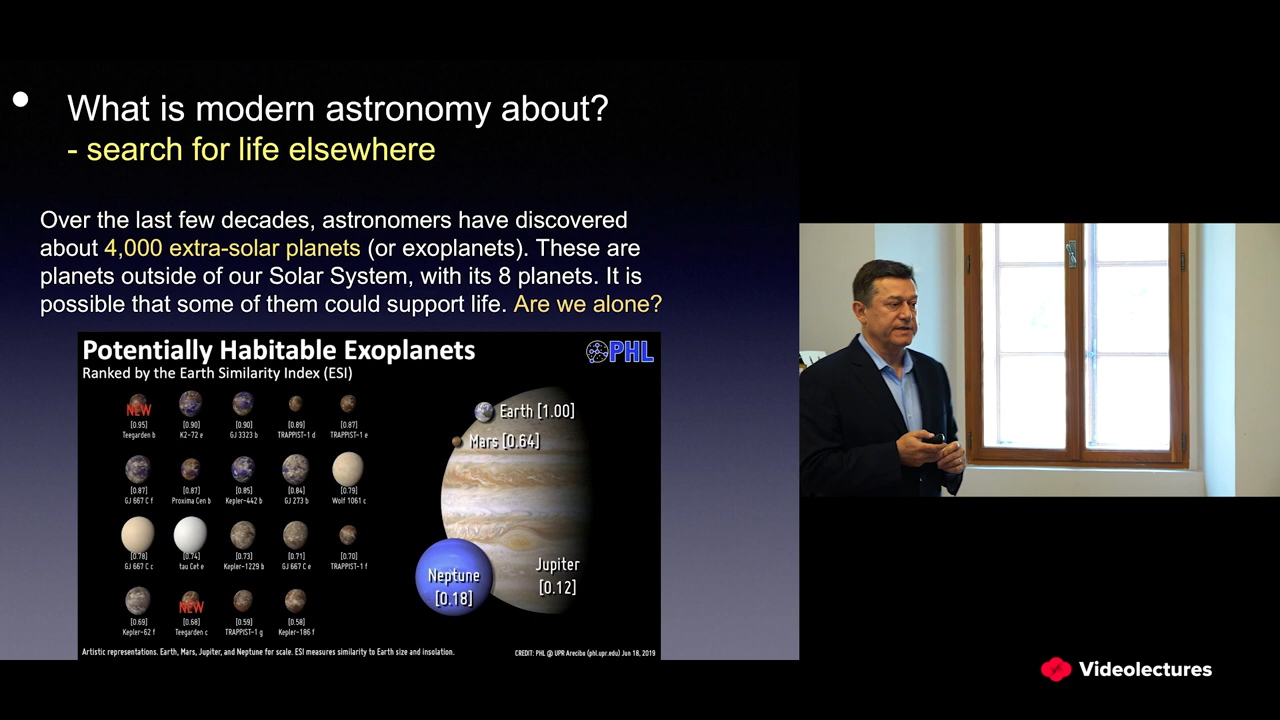 What is modern astronomy about?
- search for life elsewhere
Over the last few decades, astronomers have discovered
about 4,000 extra-solar planets (or exoplanets). These are
planets outside of our Solar System, with its 8 planets. It is
possible that some of them could support life. Are we alone?
Potentially Habitable Exoplanets
PHL
Ranked by the Earth Similarity Index (ESI)
NEW
[0.95] [0.90] [0.90] [0.89] [0.87]
Teegarden b K2-72 e GJ 3323 b TRAPPIST-1 d TRAPPIST-1 e
[0.87] [0.87] [0.85] [0.84] [0.79]
GJ 667 C f Proxima Cen b Kepler-442 b GJ 273 b Wolf 1061 c
[0.78] [0.74] [0.73] [0.71] [0.70]
GJ 667 C c tau Cet e Kepler-1229 b GJ 667 C e TRAPPIST-1 f
NEW
[0.69] [0.68] [0.59] [0.58]
Kepler-62 f Teegarden c TRAPPIST-1 g Kepler-186 f
Earth [1.00]
Mars [0.64]
Jupiter
[0.12]
Neptune
[0.18]
Artistic representations. Earth, Mars, Jupiter, and Neptune for scale. ESI measures similarity to Earth size and insolation.
CREDIT: PHL @ UPR Arecibo (phl.upr.edu) Jun 18, 2019
Videolectures